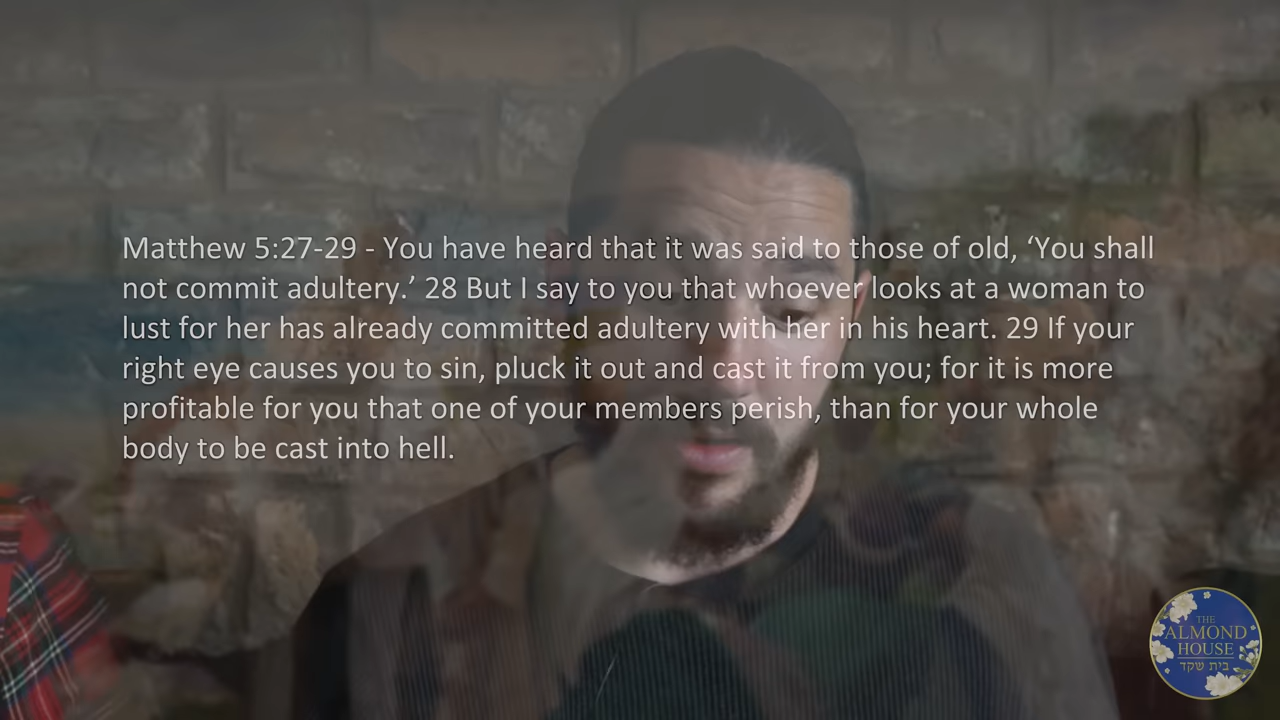 Matthew 5:27-29 - You have heard that it was said to those of old, ‘You shall
not commit adultery.’ 28 But I say to you that whoever looks at a woman to
lust for her has already committed adultery with her in his heart. 29 If your
right eye causes you to sin, pluck it out and cast it from you; for it is more
profitable for you that one of your members perish, than for your whole
body to be cast into hell.
THE
ALMOND
HOUSE
בית שקד